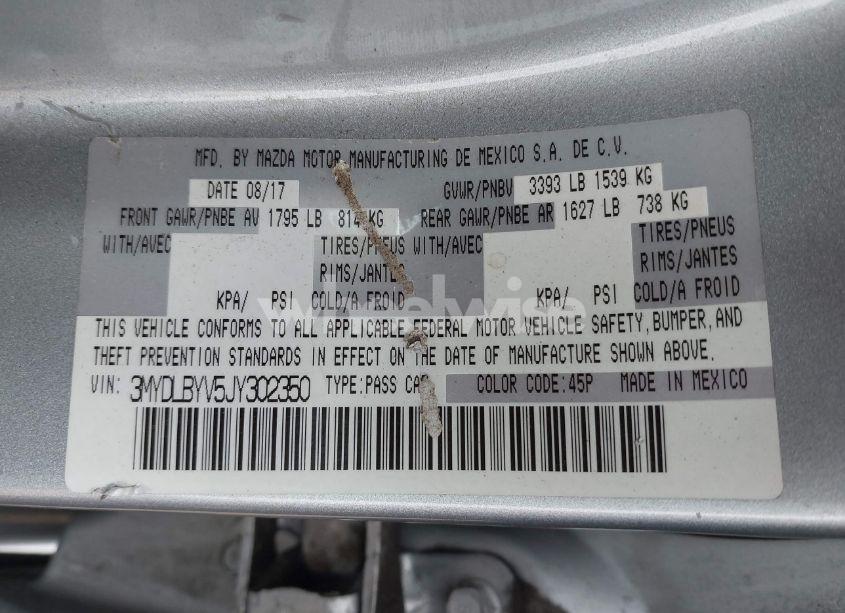 MFD. BY MAZDA MOTOR MANUFACTURING DE MEXICO S.A. DE C.V.
DATE 08/17 GVWR/PNBV 3393 LB 1539 KG
FRONT GAWR/PNBE AV 1795 LB 814 KG REAR GAWR/PNBE AR 1627 LB 738 KG
WITH/AVEC TIRES/PNEUS WITH/AVEC TIRES/PNEUS
RIMS/JANTES RIMS/JANTES
KPA/ PSI COLD/A FROID KPA/ PSI COLD/A FROID
wheelwise
THIS VEHICLE CONFORMS TO ALL APPLICABLE FEDERAL MOTOR VEHICLE SAFETY, BUMPER, AND
THEFT PREVENTION STANDARDS IN EFFECT ON THE DATE OF MANUFACTURE SHOWN ABOVE.
VIN: 3MYDLBYV5JY302350 TYPE:PASS CAR COLOR CODE:45P MADE IN MEXICO